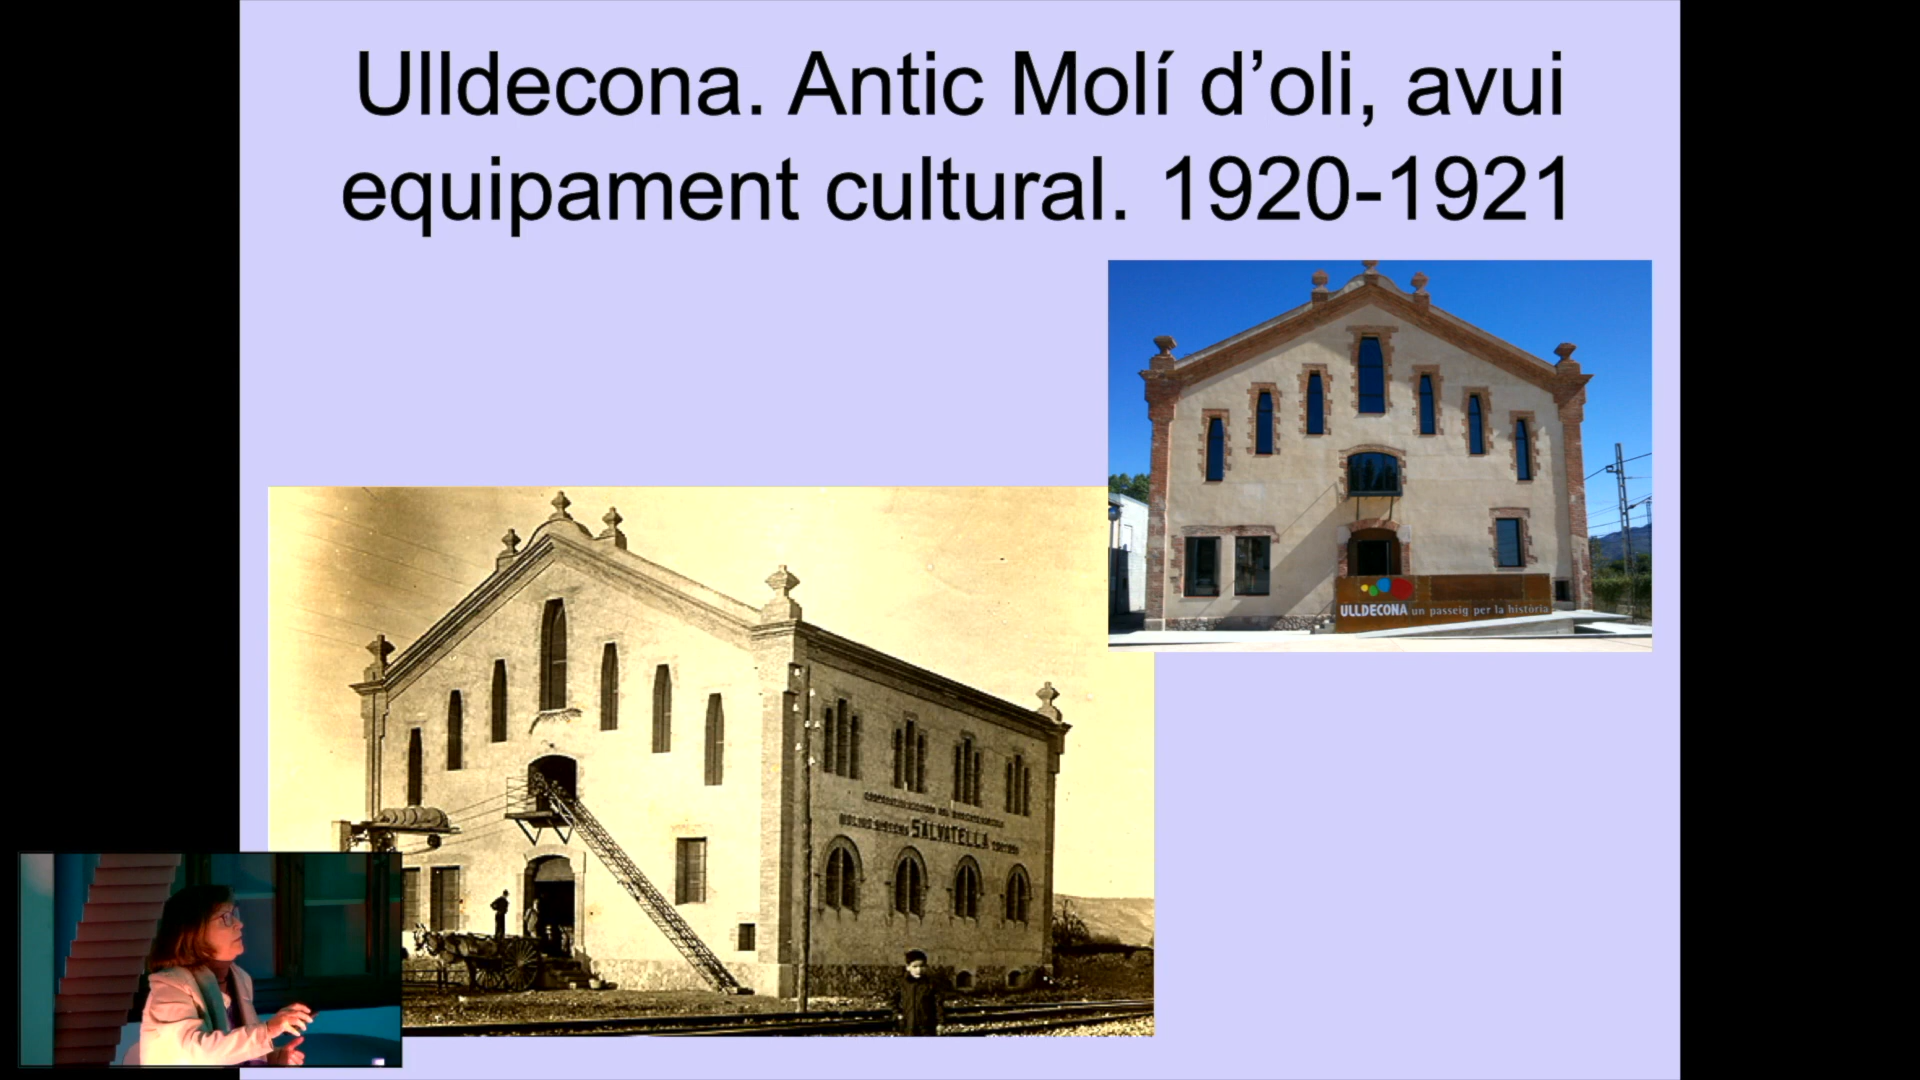 Ulldecona. Antic Molí d’oli, avui
equipament cultural. 1920-1921
ULLDECONA un passeig per la història
SALVATELLA